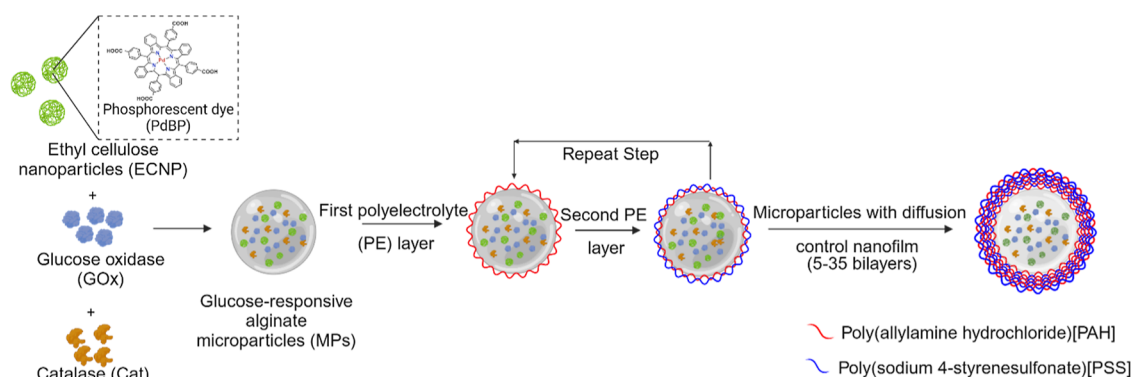 COOH
HOOC
Pd
N
N
N
N
COOH
HOOC
Phosphorescent dye
(PdBP)
Ethyl cellulose
nanoparticles (ECNP)
+
Glucose oxidase
(GOx)
+
Catalase (Cat)
Glucose-responsive
alginate
microparticles (MPs)
First polyelectrolyte
(PE) layer
Repeat Step
Second PE
layer
Microparticles with diffusion
control nanofilm
(5-35 bilayers)
Poly(allylamine hydrochloride)[PAH]
Poly(sodium 4-styrenesulfonate)[PSS]